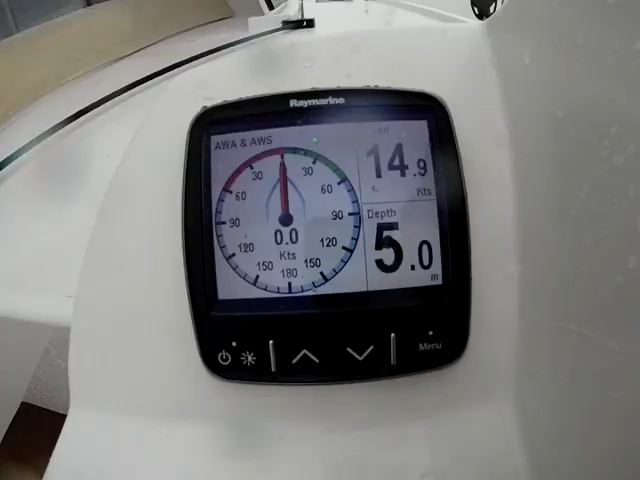 Raymarine
AWA & AWS
30 30
60 60
90 90
120 120
150 150
180
0.0
Kts
14.9
Kts
Depth
5.0
m
Menu